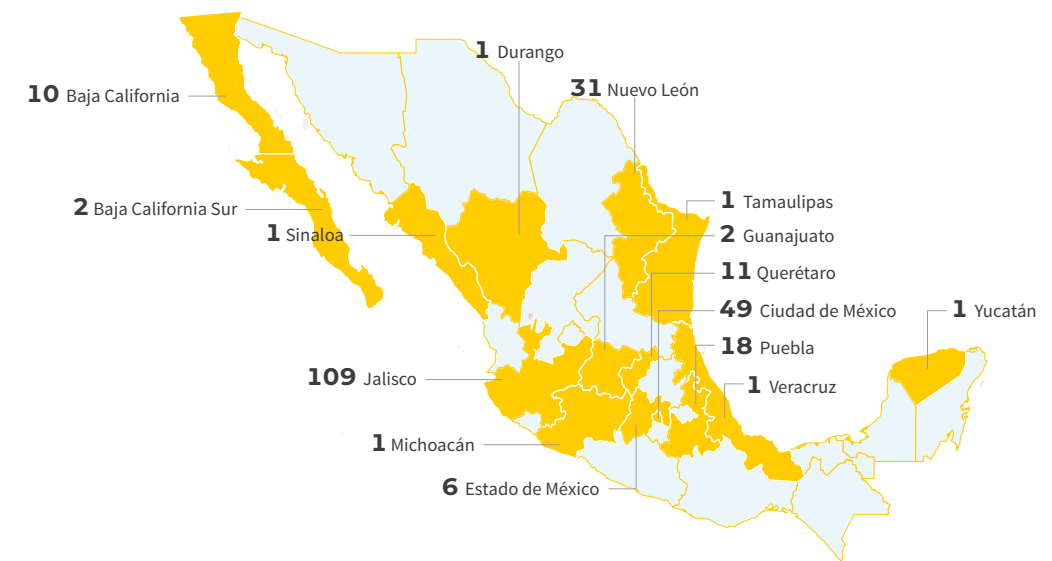 1 Durango
31 Nuevo León
10 Baja California
1 Tamaulipas
2 Baja California Sur
1 Sinaloa
2 Guanajuato
11 Querétaro
49 Ciudad de México
1 Yucatán
18 Puebla
109 Jalisco
1 Veracruz
1 Michoacán
6 Estado de México